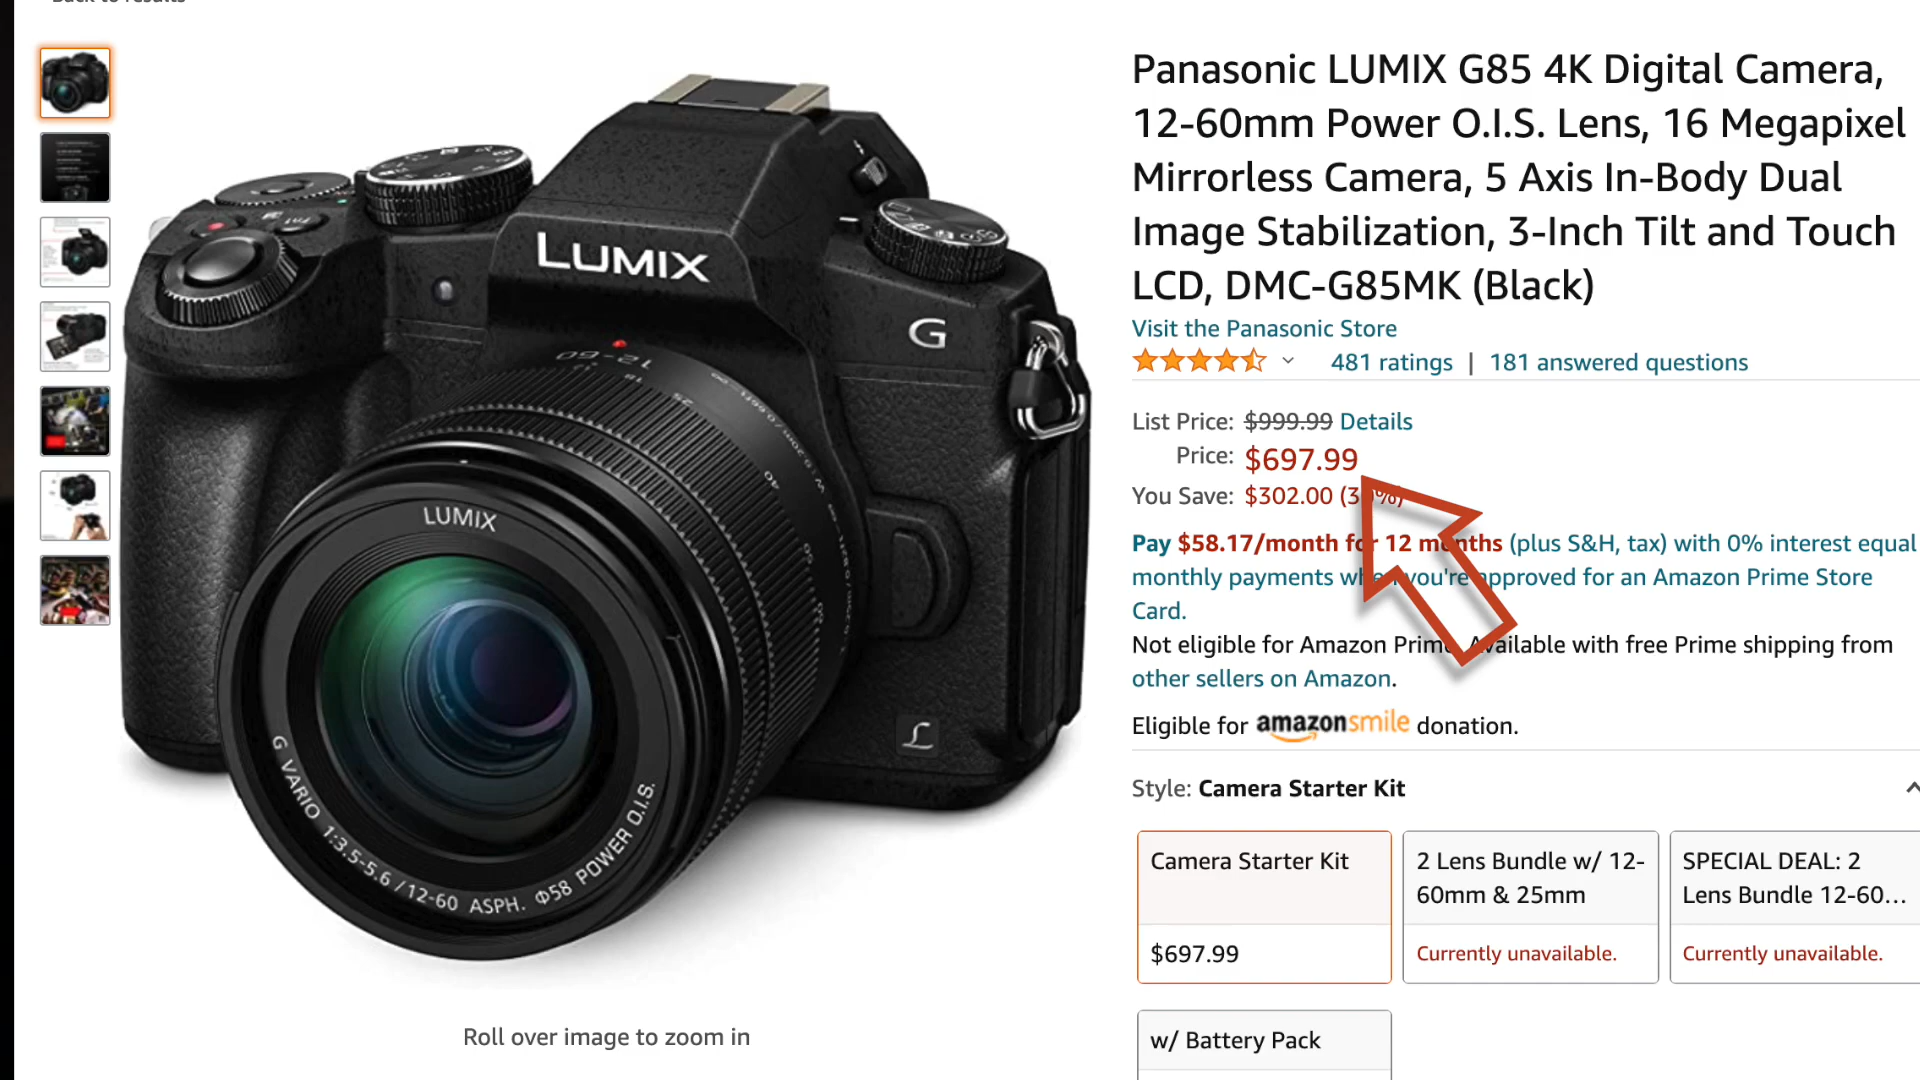 Back to results
Panasonic LUMIX G85 4K Digital Camera,
12-60mm Power O.I.S. Lens, 16 Megapixel
Mirrorless Camera, 5 Axis In-Body Dual
Image Stabilization, 3-Inch Tilt and Touch
LCD, DMC-G85MK (Black)
Visit the Panasonic Store
481 ratings | 181 answered questions
List Price: $999.99 Details
Price: $697.99
You Save: $302.00 (30%)
Pay $58.17/month for 12 months (plus S&H, tax) with 0% interest equal
monthly payments when you're approved for an Amazon Prime Store
Card.
Not eligible for Amazon Prime. Available with free Prime shipping from
other sellers on Amazon.
Eligible for amazonsmile donation.
Style: Camera Starter Kit
Camera Starter Kit
$697.99
2 Lens Bundle w/ 12-
60mm & 25mm
Currently unavailable.
SPECIAL DEAL: 2
Lens Bundle 12-60...
Currently unavailable.
w/ Battery Pack
LUMIX
G
Fn1
12-60
LUMIX
G VARIO 1:3.5-5.6 / 12-60 ASPH. Φ58 POWER O.I.S.
L
Roll over image to zoom in